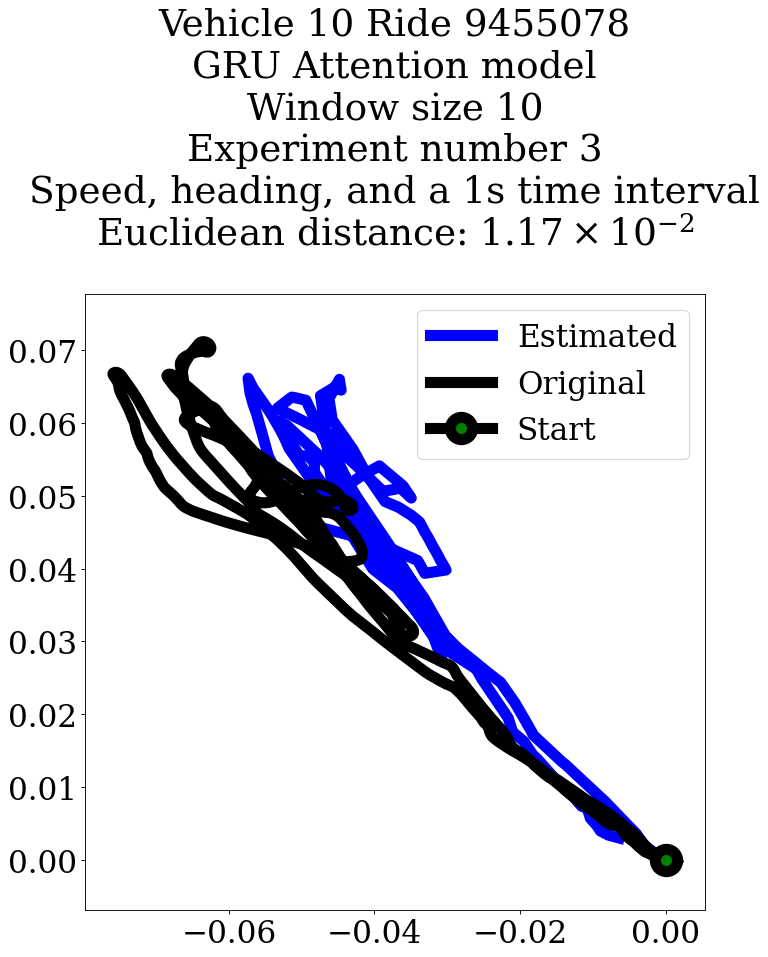 Vehicle 10 Ride 9455078
GRU Attention model
Window size 10
Experiment number 3
Speed, heading, and a 1s time interval
Euclidean distance: 1.17 × 10⁻²
Estimated
Original
Start
0.07
0.06
0.05
0.04
0.03
0.02
0.01
0.00
−0.06
−0.04
−0.02
0.00